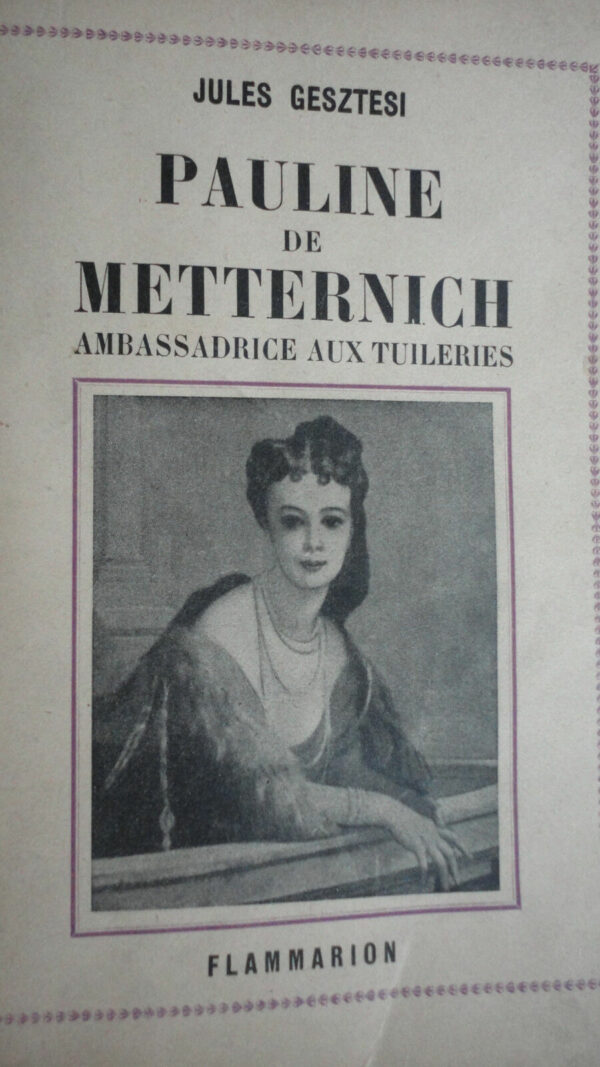 JULES GESZTESI
PAULINE
DE
METTERNICH
AMBASSADRICE AUX TUILERIES
FLAMMARION